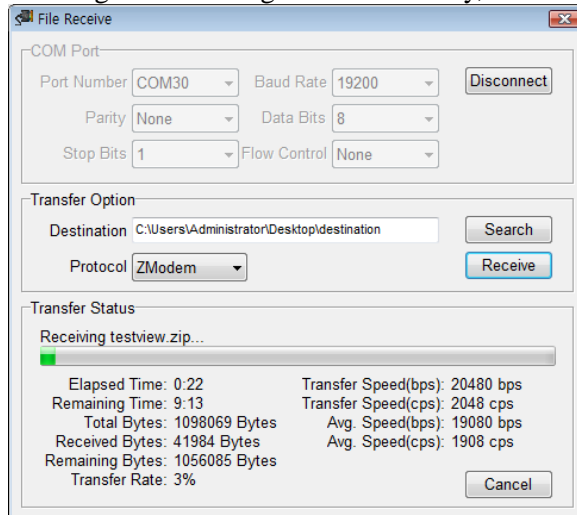 File Receive
COM Port
Port Number COM30 Baud Rate 19200 Disconnect
Parity None Data Bits 8
Stop Bits 1 Flow Control None
Transfer Option
Destination C:\Users\Administrator\Desktop\destination Search
Protocol ZModem Receive
Transfer Status
Receiving testview.zip...
Elapsed Time: 0:22 Transfer Speed(bps): 20480 bps
Remaining Time: 9:13 Transfer Speed(cps): 2048 cps
Total Bytes: 1098069 Bytes Avg. Speed(bps): 19080 bps
Received Bytes: 41984 Bytes Avg. Speed(cps): 1908 cps
Remaining Bytes: 1056085 Bytes
Transfer Rate: 3% Cancel